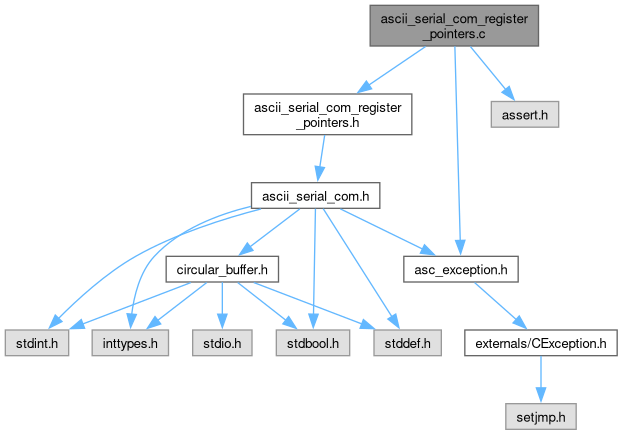 ascii_serial_com_register
_pointers.c
ascii_serial_com_register
_pointers.h
assert.h
ascii_serial_com.h
circular_buffer.h
asc_exception.h
stdint.h
inttypes.h
stdio.h
stdbool.h
stddef.h
externals/CException.h
setjmp.h